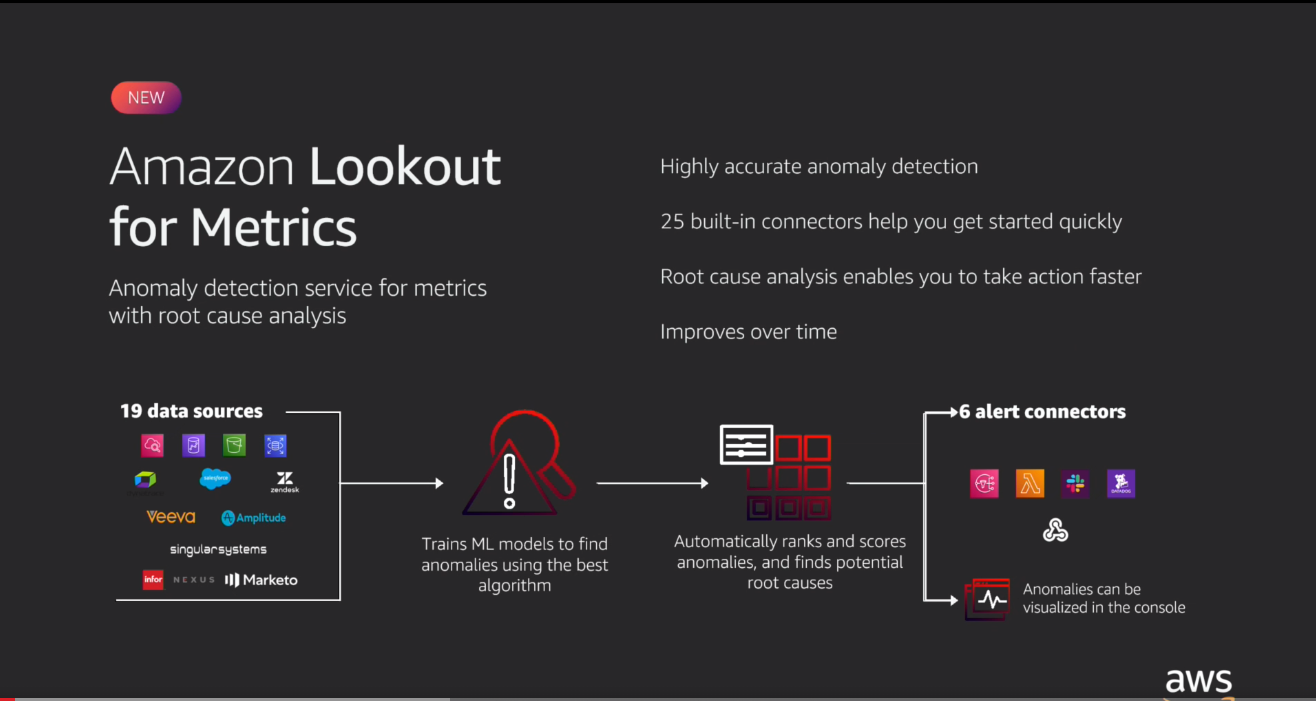 NEW
Amazon Lookout
for Metrics
Anomaly detection service for metrics
with root cause analysis
Highly accurate anomaly detection
25 built-in connectors help you get started quickly
Root cause analysis enables you to take action faster
Improves over time
19 data sources
salesforce
zendesk
Veeva
Amplitude
singularsystems
infor
NEXUS
Marketo
Trains ML models to find
anomalies using the best
algorithm
Automatically ranks and scores
anomalies, and finds potential
root causes
6 alert connectors
DATADOG
Anomalies can be
visualized in the console
aws